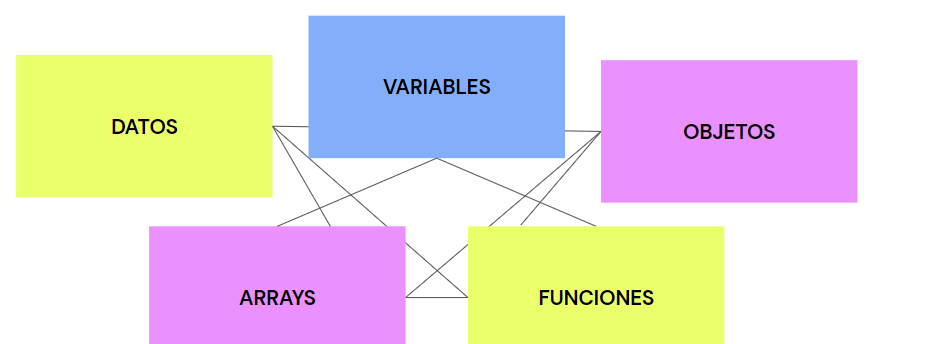 VARIABLES
DATOS
OBJETOS
ARRAYS
FUNCIONES